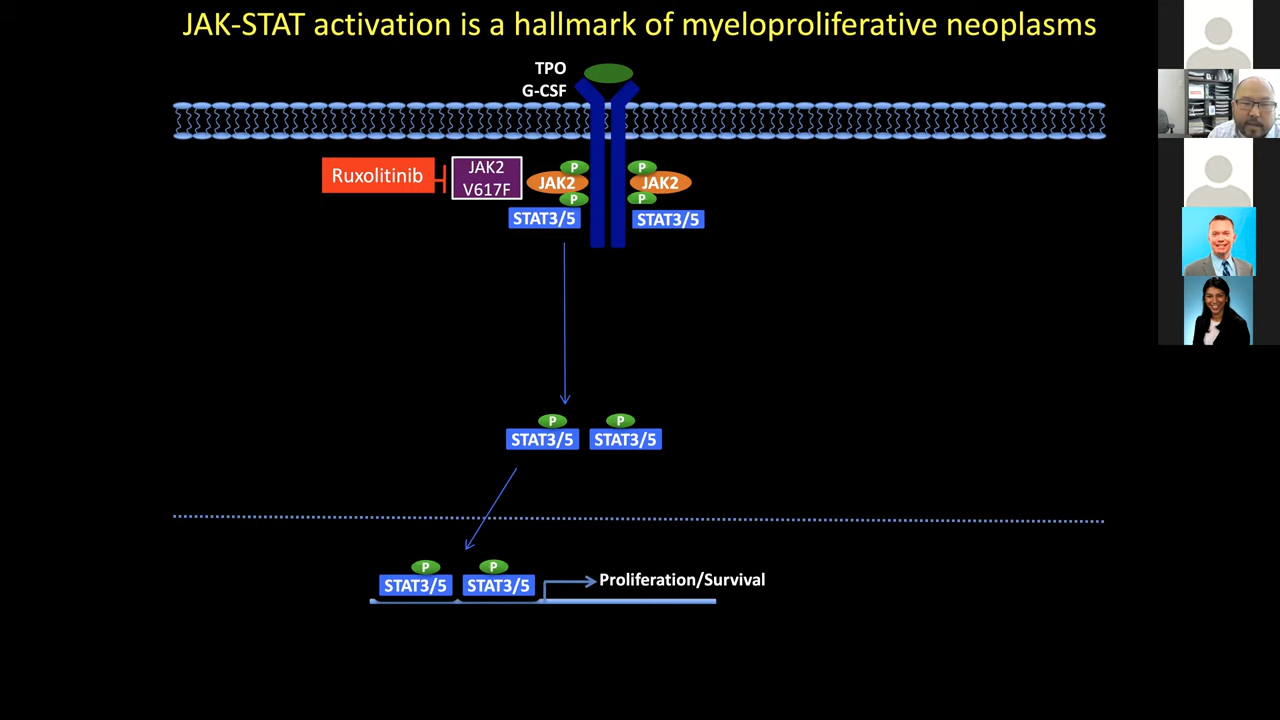 JAK-STAT activation is a hallmark of myeloproliferative neoplasms
TPO
G-CSF
Ruxolitinib
JAK2
V617F
P
JAK2
P
STAT3/5
P
JAK2
P
STAT3/5
P
STAT3/5
P
STAT3/5
P
STAT3/5
P
STAT3/5
Proliferation/Survival